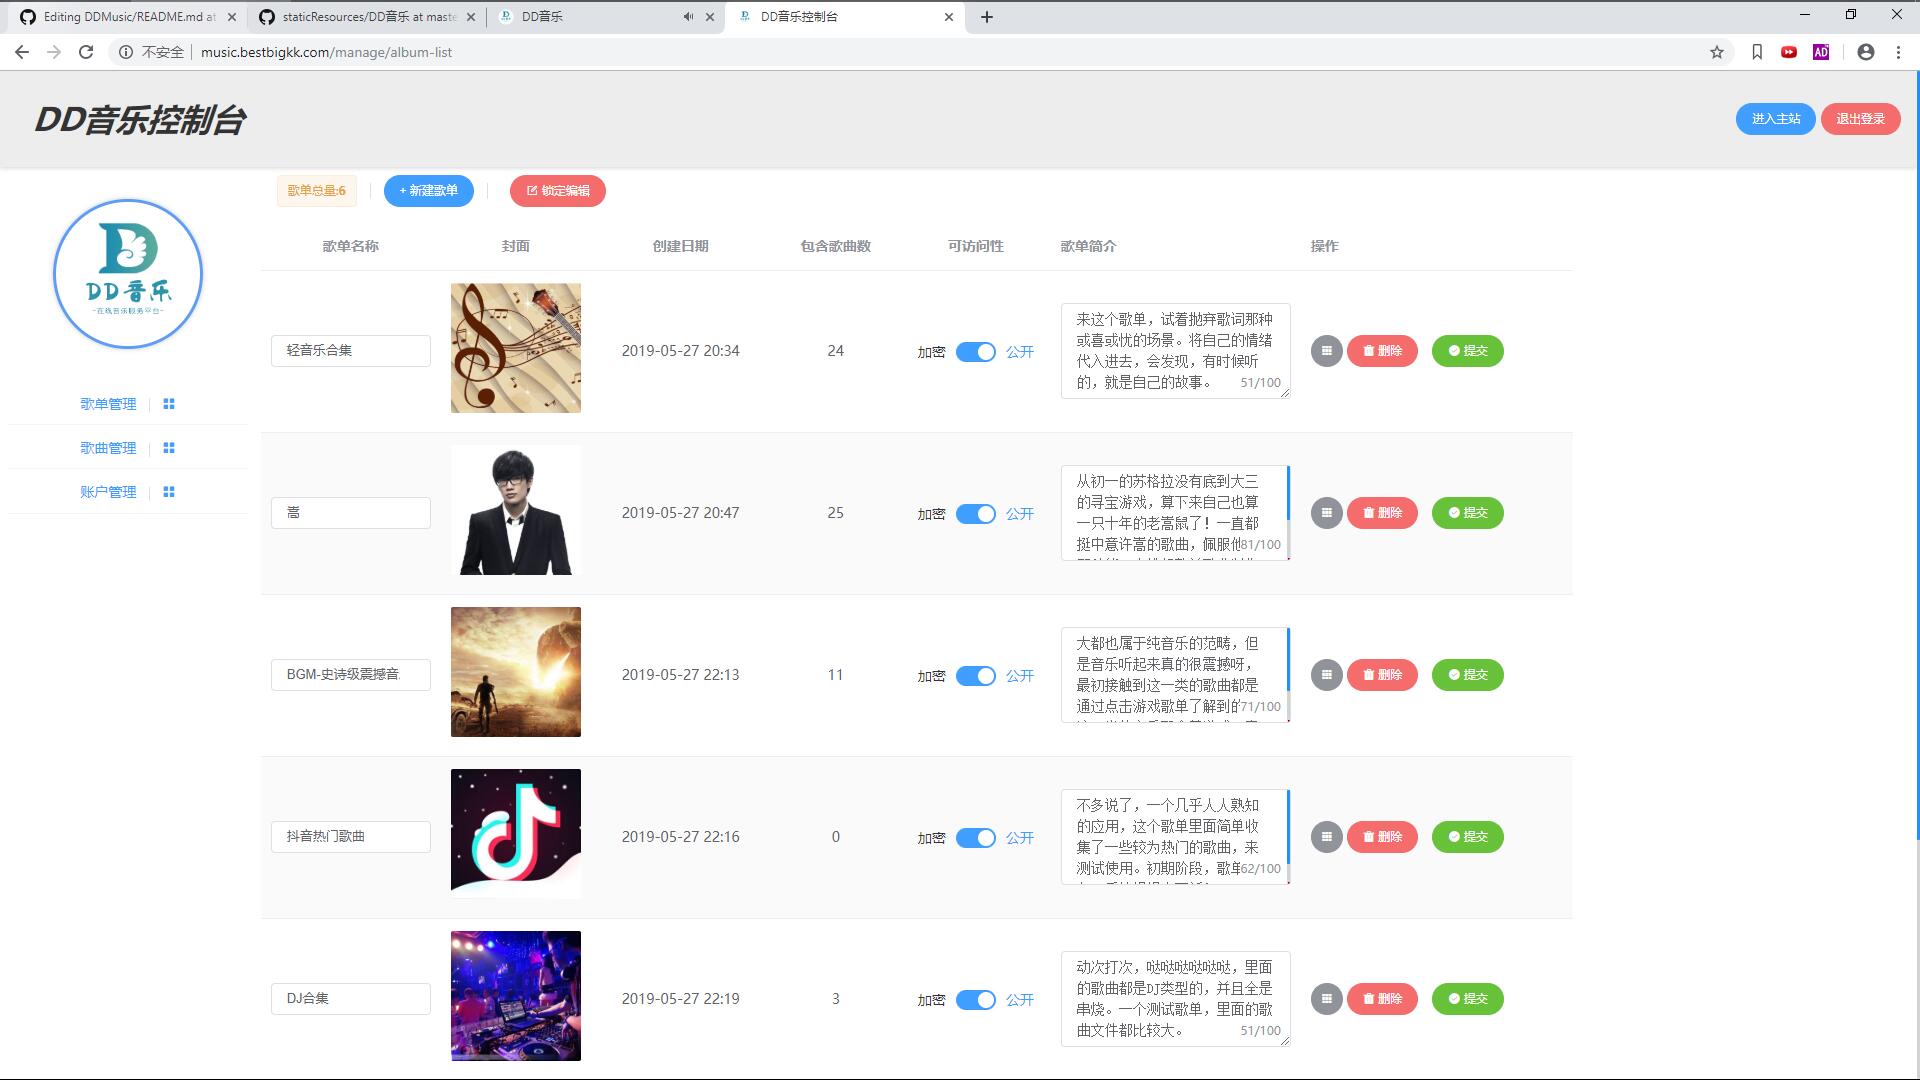 Editing DDMusic/README.md at
staticResources/DD音乐 at maste
DD音乐
DD音乐控制台
不安全
music.bestbigkk.com/manage/album-list
AD
DD音乐控制台
进入主站
退出登录
DD音乐
~在线音乐服务平台~
歌单管理
歌曲管理
账户管理
歌单总量:6
+ 新建歌单
锁定编辑
歌单名称 封面 创建日期 包含歌曲数 可访问性 歌单简介 操作
轻音乐合集
2019-05-27 20:34
24
加密 公开
来这个歌单，试着抛弃歌词那种
或喜或忧的场景。将自己的情绪
代入进去，会发现，有时候听
的，就是自己的故事。
51/100
删除
提交
嵩
2019-05-27 20:47
25
加密 公开
从初一的苏格拉没有底到大三
的寻宝游戏，算下来自己也算
一只十年的老嵩鼠了！一直都
挺中意许嵩的歌曲，佩服他
81/100
删除
提交
BGM-史诗级震撼音
2019-05-27 22:13
11
加密 公开
大都也属于纯音乐的范畴，但
是音乐听起来真的很震撼呀，
最初接触到这一类的歌曲都是
通过点击游戏歌单了解到的
71/100
删除
提交
抖音热门歌曲
2019-05-27 22:16
0
加密 公开
不多说了，一个几乎人人熟知
的应用，这个歌单里面简单收
集了一些较为热门的歌曲，来
测试使用。初期阶段，歌单
62/100
删除
提交
DJ合集
2019-05-27 22:19
3
加密 公开
动次打次，哒哒哒哒哒哒，里面
的歌曲都是DJ类型的，并且全是
串烧。一个测试歌单，里面的歌
曲文件都比较大。
51/100
删除
提交